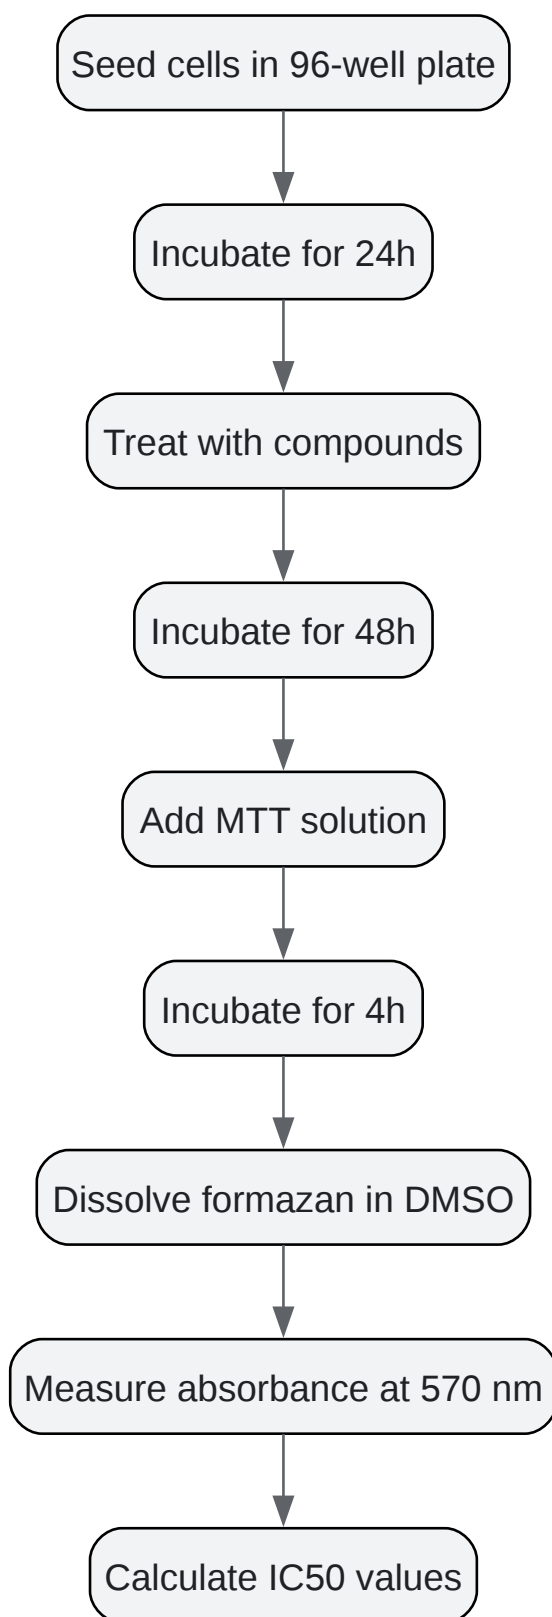 Seed cells in 96-well plate
Incubate for 24h
Treat with compounds
Incubate for 48h
Add MTT solution
Incubate for 4h
Dissolve formazan in DMSO
Measure absorbance at 570 nm
Calculate IC50 values